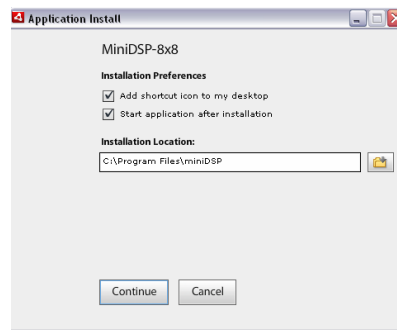 Application Install
MiniDSP-8x8
Installation Preferences
Add shortcut icon to my desktop
Start application after installation
Installation Location:
C:\Program Files\miniDSP
Continue Cancel